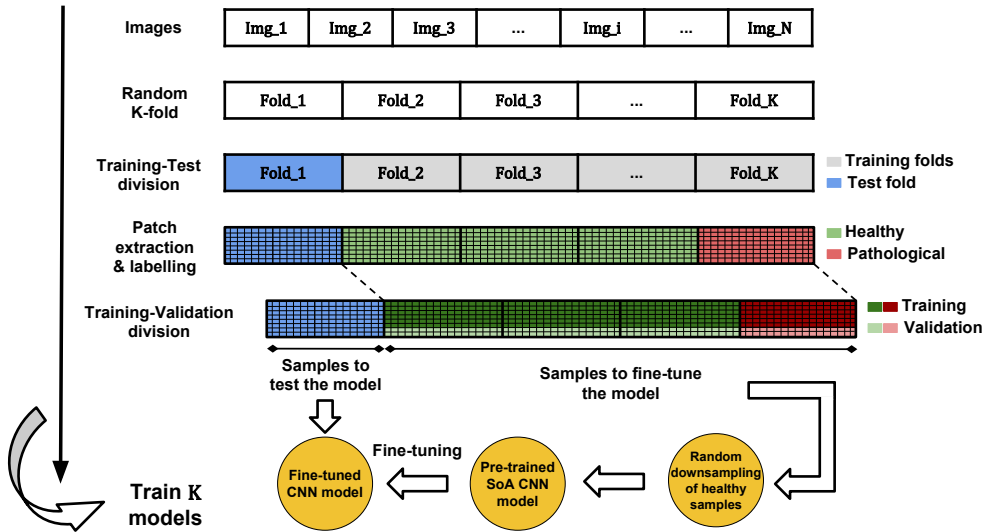 Images
Img_1 Img_2 Img_3 ... Img_i ... Img_N
Random
K-fold
Fold_1 Fold_2 Fold_3 ... Fold_K
Training-Test
division
Fold_1 Fold_2 Fold_3 ... Fold_K
Training folds
Test fold
Patch
extraction
& labelling
Healthy
Pathological
Training-Validation
division
Training
Validation
Samples to
test the model
Samples to fine-tune
the model
Fine-tuned
CNN model
Fine-tuning
Pre-trained
SoA CNN
model
Random
downsampling
of healthy
samples
Train K
models